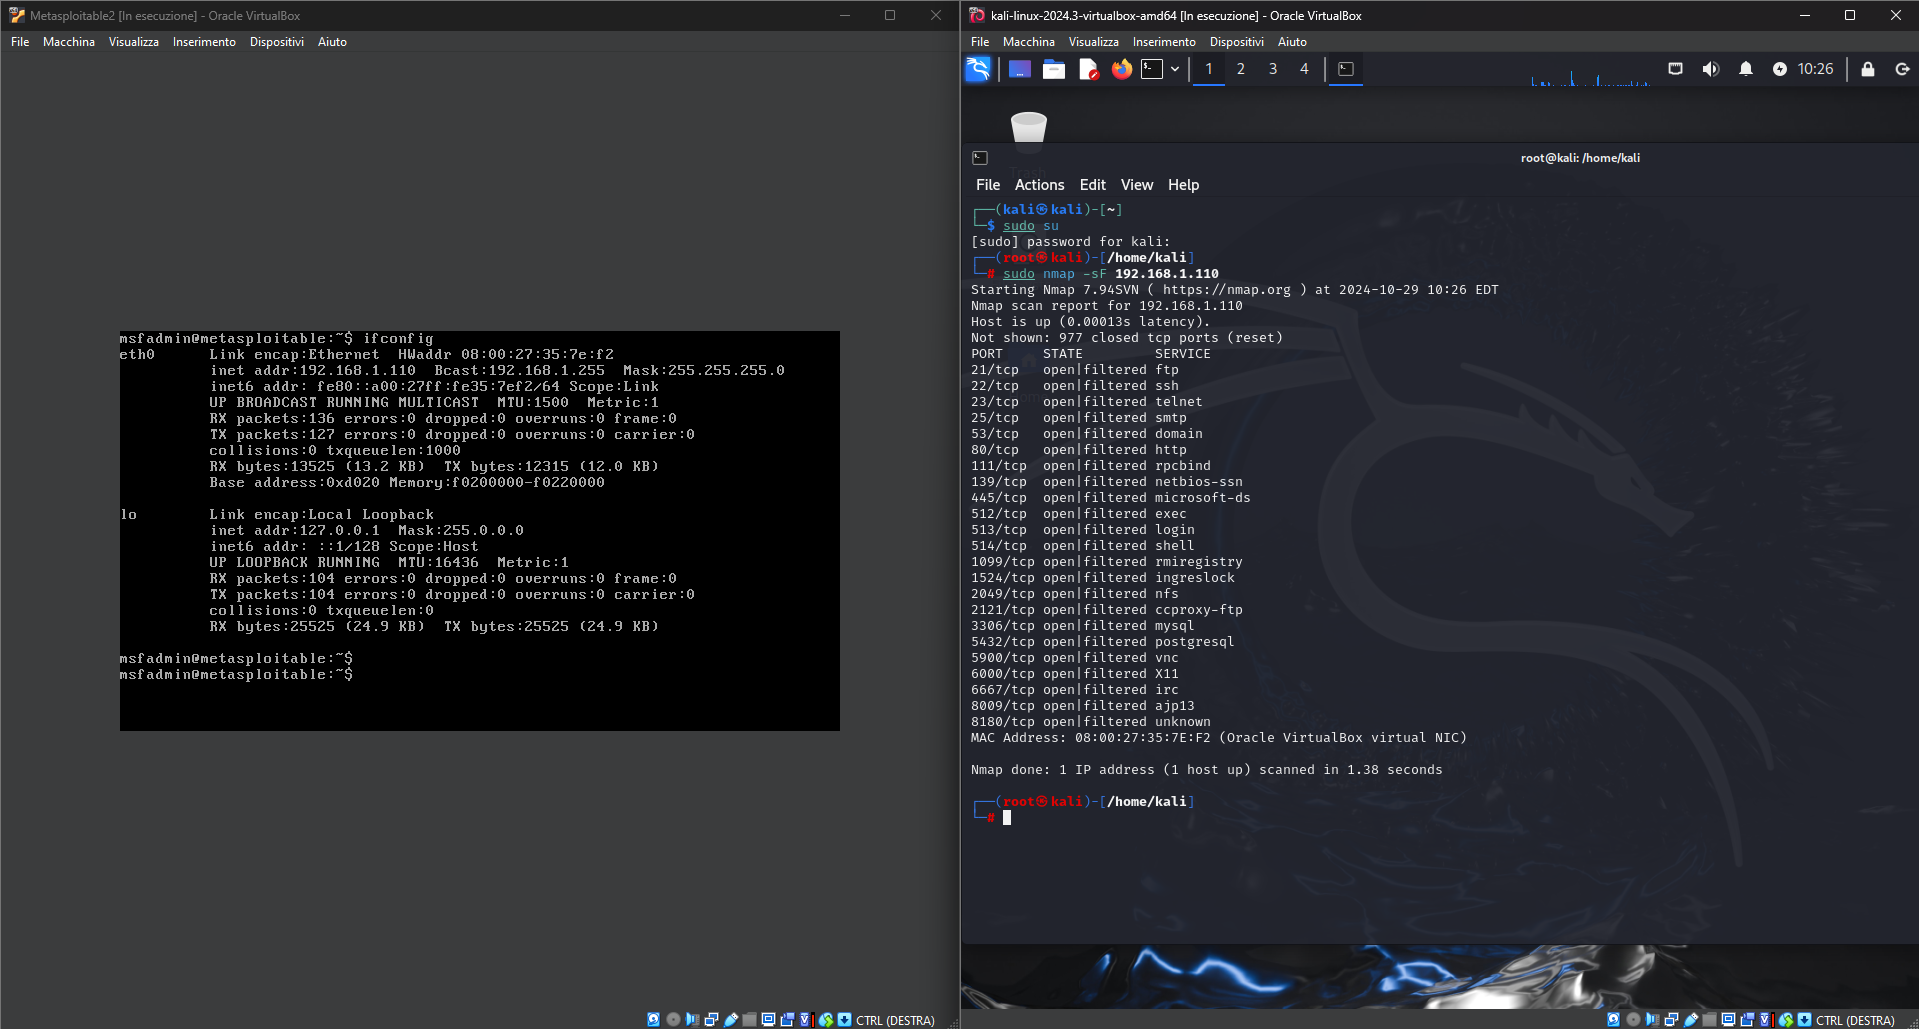 Metasploitable2 [In esecuzione] - Oracle VirtualBox
File Macchina Visualizza Inserimento Dispositivi Aiuto
msfadmin@metasploitable:~$ ifconfig
eth0 Link encap:Ethernet HWaddr 08:00:27:35:7e:f2
inet addr:192.168.1.110 Bcast:192.168.1.255 Mask:255.255.255.0
inet6 addr: fe80::a00:27ff:fe35:7ef2/64 Scope:Link
UP BROADCAST RUNNING MULTICAST MTU:1500 Metric:1
RX packets:136 errors:0 dropped:0 overruns:0 frame:0
TX packets:127 errors:0 dropped:0 overruns:0 carrier:0
collisions:0 txqueuelen:1000
RX bytes:13525 (13.2 KB) TX bytes:12315 (12.0 KB)
Base address:0xd020 Memory:f0200000-f0220000
lo Link encap:Local Loopback
inet addr:127.0.0.1 Mask:255.0.0.0
inet6 addr: ::1/128 Scope:Host
UP LOOPBACK RUNNING MTU:16436 Metric:1
RX packets:104 errors:0 dropped:0 overruns:0 frame:0
TX packets:104 errors:0 dropped:0 overruns:0 carrier:0
collisions:0 txqueuelen:0
RX bytes:25525 (24.9 KB) TX bytes:25525 (24.9 KB)
msfadmin@metasploitable:~$
msfadmin@metasploitable:~$
CTRL (DESTRA)
kali-linux-2024.3-virtualbox-amd64 [In esecuzione] - Oracle VirtualBox
File Macchina Visualizza Inserimento Dispositivi Aiuto
1 2 3 4 10:26
root@kali: /home/kali
File Actions Edit View Help
┌──(kali㉿kali)-[~]
└─$ sudo su
[sudo] password for kali:
┌──(root㉿kali)-[/home/kali]
└─# sudo nmap -sF 192.168.1.110
Starting Nmap 7.94SVN ( https://nmap.org ) at 2024-10-29 10:26 EDT
Nmap scan report for 192.168.1.110
Host is up (0.00013s latency).
Not shown: 977 closed tcp ports (reset)
PORT STATE SERVICE
21/tcp open|filtered ftp
22/tcp open|filtered ssh
23/tcp open|filtered telnet
25/tcp open|filtered smtp
53/tcp open|filtered domain
80/tcp open|filtered http
111/tcp open|filtered rpcbind
139/tcp open|filtered netbios-ssn
445/tcp open|filtered microsoft-ds
512/tcp open|filtered exec
513/tcp open|filtered login
514/tcp open|filtered shell
1099/tcp open|filtered rmiregistry
1524/tcp open|filtered ingreslock
2049/tcp open|filtered nfs
2121/tcp open|filtered ccproxy-ftp
3306/tcp open|filtered mysql
5432/tcp open|filtered postgresql
5900/tcp open|filtered vnc
6000/tcp open|filtered X11
6667/tcp open|filtered irc
8009/tcp open|filtered ajp13
8180/tcp open|filtered unknown
MAC Address: 08:00:27:35:7E:F2 (Oracle VirtualBox virtual NIC)
Nmap done: 1 IP address (1 host up) scanned in 1.38 seconds
┌──(root㉿kali)-[/home/kali]
└─#
CTRL (DESTRA)